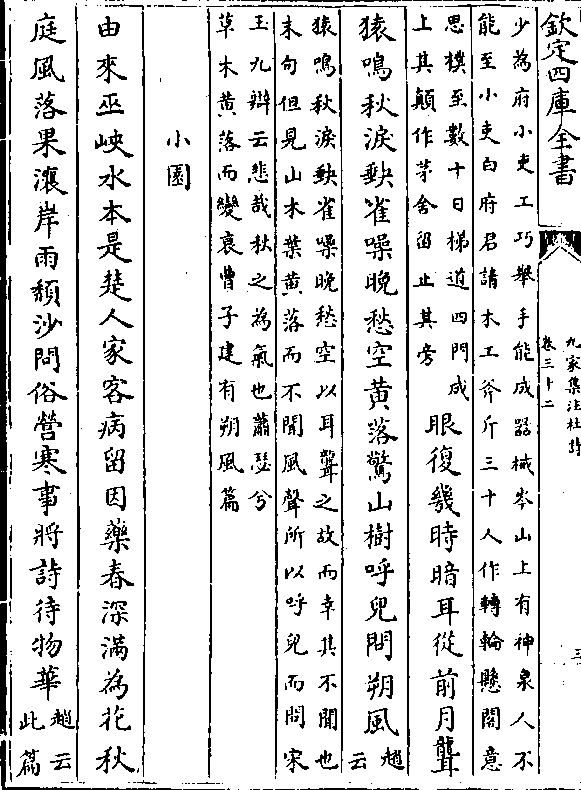 欽定四庫全書
九家集注杜詩
卷三十二
三
少為府小吏工巧舉手能成器械岑山上有神泉人不
能至小吏白府君請木工斧斤三十人作轉輪懸閣意
思樸至數十日梯道四門成
上其顛作茅舍留止其旁
眼復幾時暗耳從前月聾
猿鳴秋淚缺雀噪晚愁空黃落驚山樹呼兒問朔風
趙
云
猿鳴秋淚缺雀噪晚愁空以耳聾之故而幸其不聞也
末句但見山木葉黃落而不聞風聲所以呼兒而問宋
玉九辯云悲哉秋之為氣也蕭瑟兮
草木黃落而變衰曹子建有朔風篇
小園
由來巫峽水本是楚人家客病留因藥春深滿為花秋
庭風落果瀼岸雨頹沙問俗營寒事將詩待物華
趙云
此篇